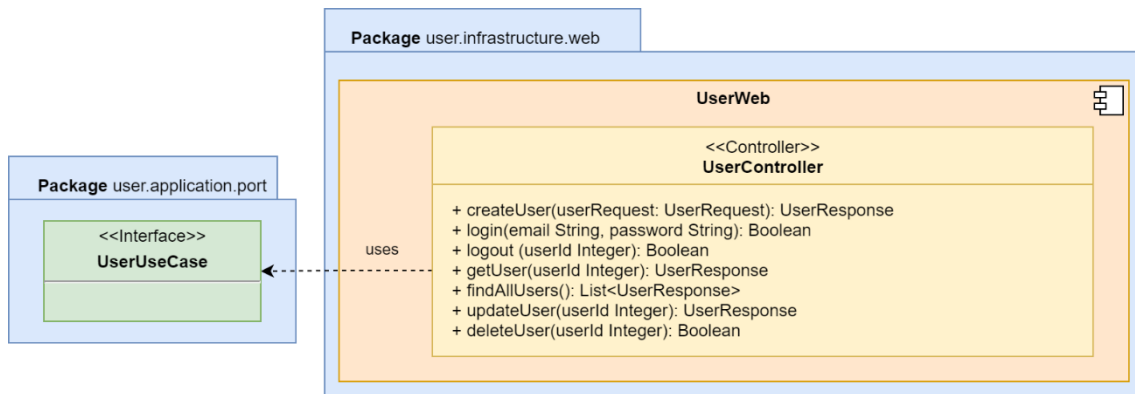 Package user.infrastructure.web
UserWeb
<<Controller>>
UserController
+ createUser(userRequest: UserRequest): UserResponse
+ login(email String, password String): Boolean
+ logout (userId Integer): Boolean
+ getUser(userId Integer): UserResponse
+ findAllUsers(): List<UserResponse>
+ updateUser(userId Integer): UserResponse
+ deleteUser(userId Integer): Boolean
Package user.application.port
<<Interface>>
UserUseCase
uses